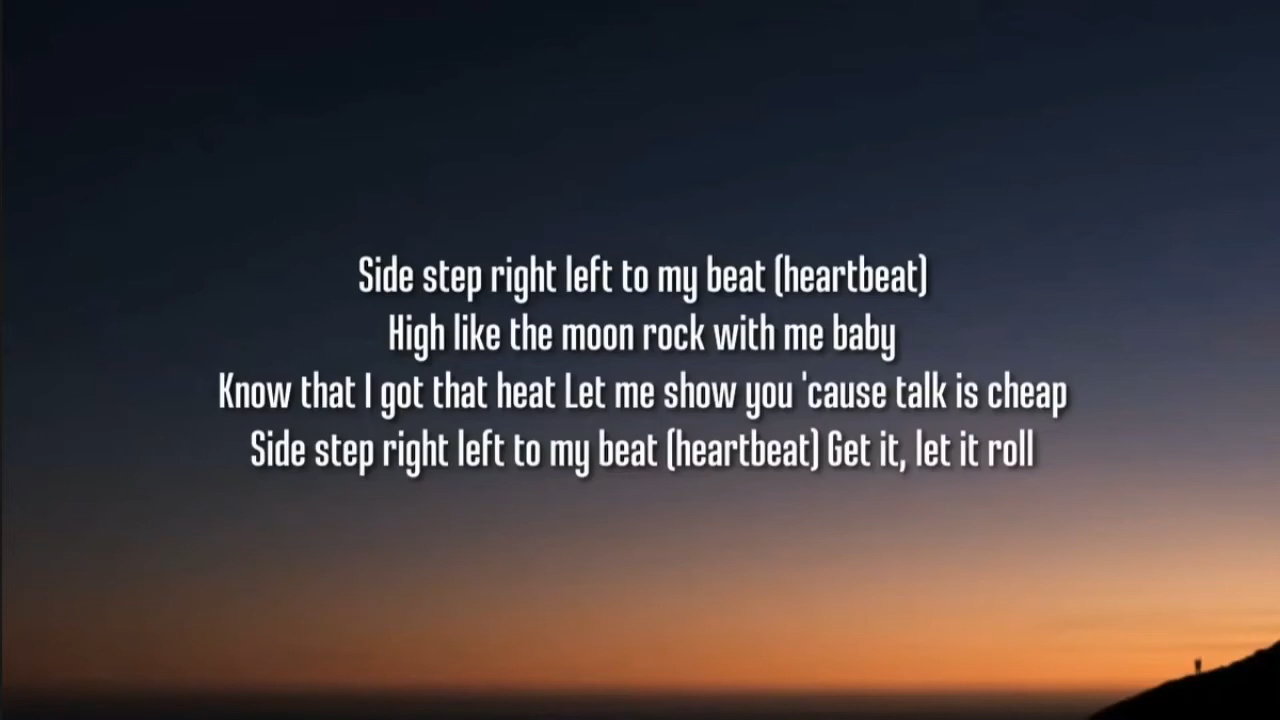 Side step right left to my beat (heartbeat)
High like the moon rock with me baby
Know that I got that heat Let me show you 'cause talk is cheap
Side step right left to my beat (heartbeat) Get it, let it roll